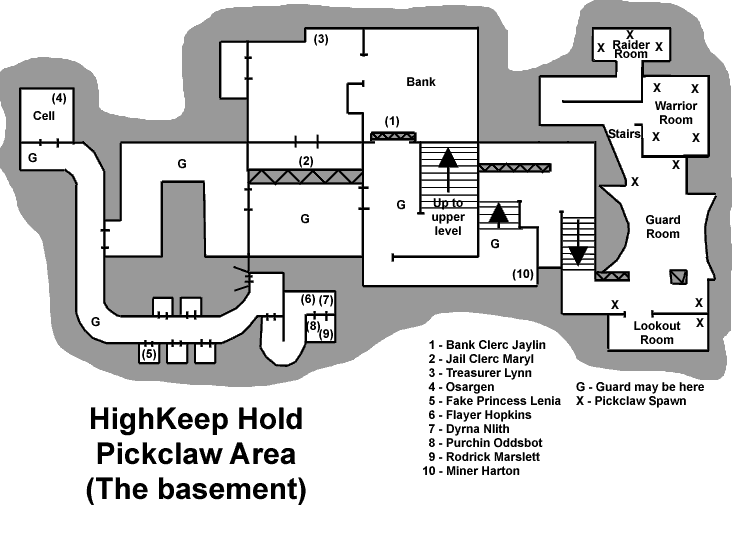 (3)
Raider
Room
X X X
Bank
(4)
Cell
X X
Warrior
Room
X X
(1)
Stairs
G
G
(2)
X
X
G
G
Up to
upper
level
Guard
Room
G
(10)
(6) (7)
(8)
(9)
G
(5)
X X
X
Lookout
Room
1 - Bank Clerc Jaylin
2 - Jail Clerc Maryl
3 - Treasurer Lynn
4 - Osargen
5 - Fake Princess Lenia
6 - Flayer Hopkins
7 - Dyrna Nlith
8 - Purchin Oddsbot
9 - Rodrick Marslett
10 - Miner Harton
G - Guard may be here
X - Pickclaw Spawn
HighKeep Hold
Pickclaw Area
(The basement)